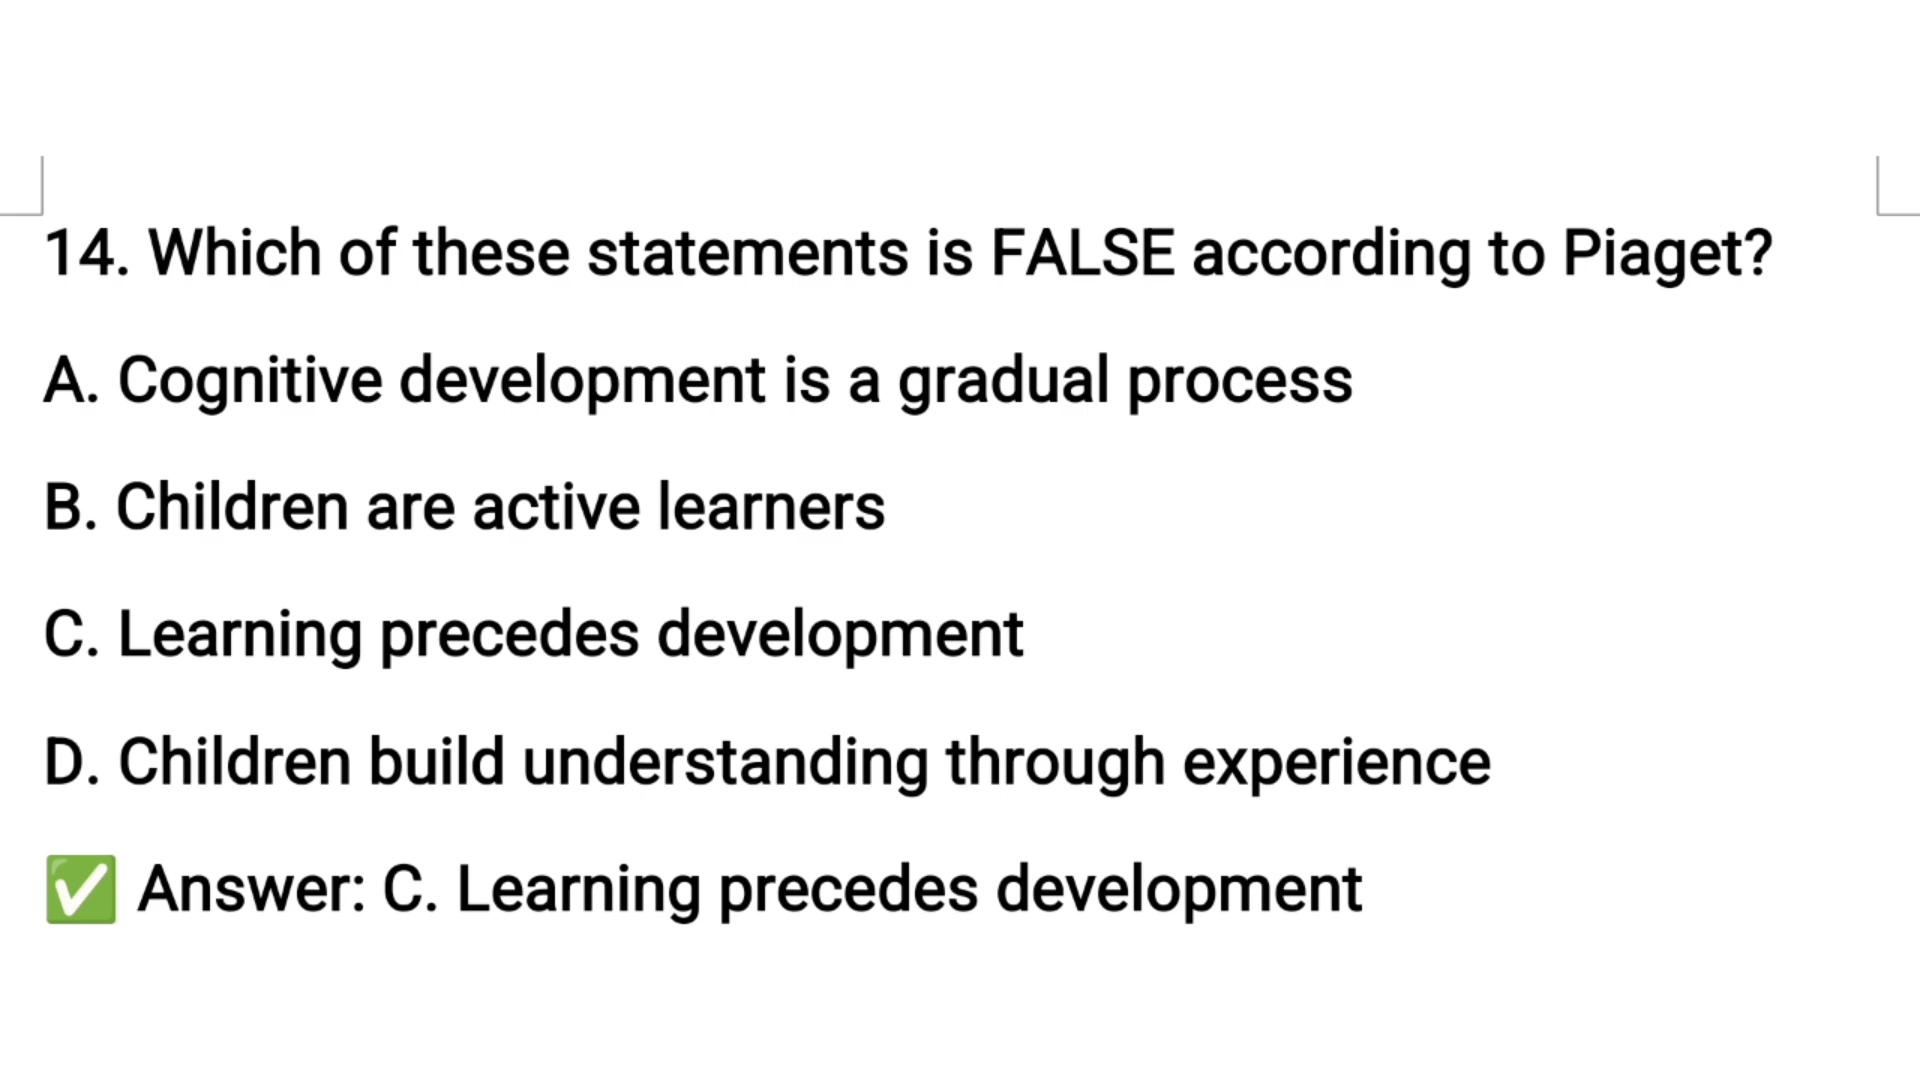 14. Which of these statements is FALSE according to Piaget?
A. Cognitive development is a gradual process
B. Children are active learners
C. Learning precedes development
D. Children build understanding through experience
✅ Answer: C. Learning precedes development